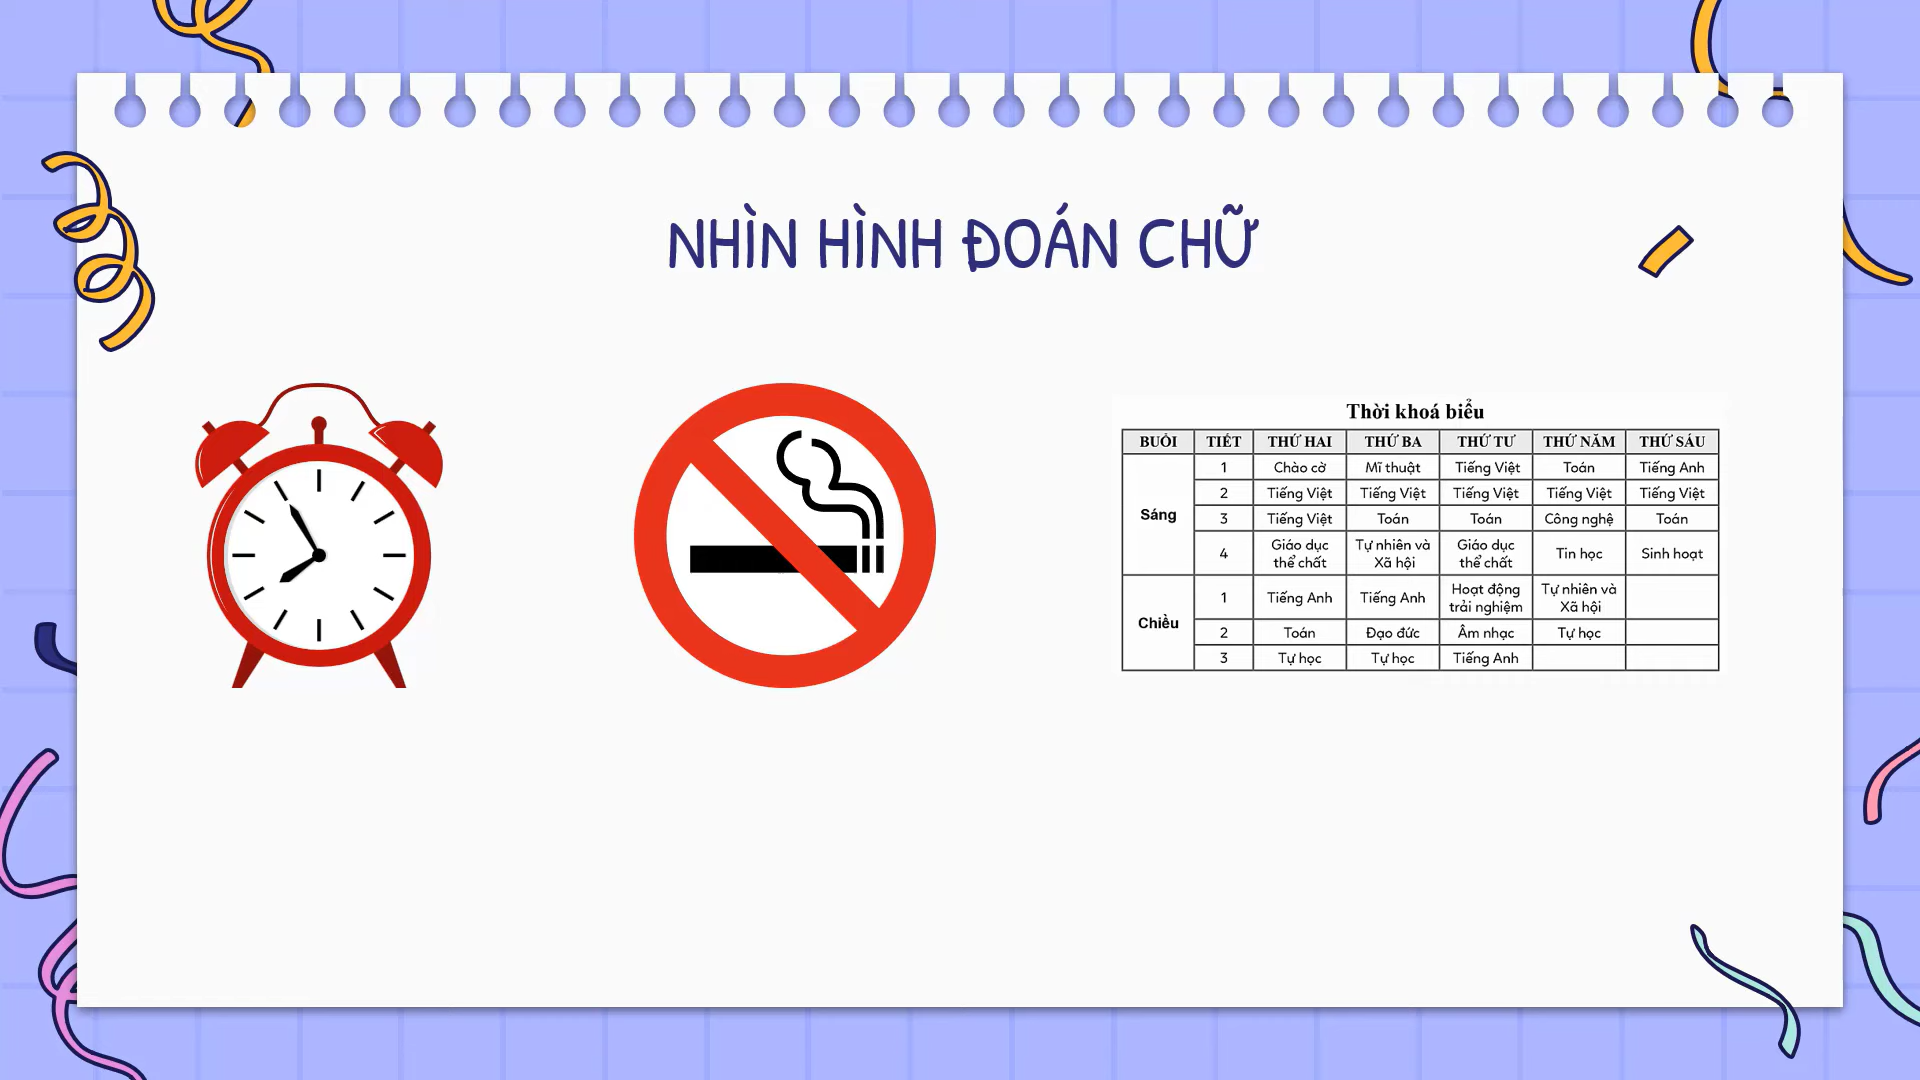 NHÌN HÌNH ĐOÁN CHỮ
Thời khoá biểu
BUỔI TIẾT THỨ HAI THỨ BA THỨ TƯ THỨ NĂM THỨ SÁU
Sáng
1 Chào cờ Mĩ thuật Tiếng Việt Toán Tiếng Anh
2 Tiếng Việt Tiếng Việt Tiếng Việt Tiếng Việt Tiếng Việt
3 Tiếng Việt Toán Toán Công nghệ Toán
4 Giáo dục thể chất Tự nhiên và Xã hội Giáo dục thể chất Tin học Sinh hoạt
Chiều
1 Tiếng Anh Tiếng Anh Hoạt động trải nghiệm Tự nhiên và Xã hội
2 Toán Đạo đức Âm nhạc Tự học
3 Tự học Tự học Tiếng Anh